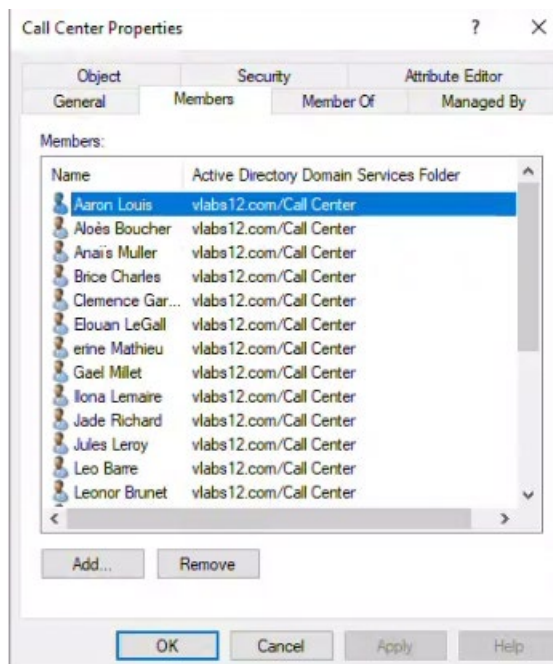 Call Center Properties ? ×
Object Security Attribute Editor
General Members Member Of Managed By
Members:
Name Active Directory Domain Services Folder
Aaron Louis vlabs12.com/Call Center
Aloès Boucher vlabs12.com/Call Center
Anaïs Muller vlabs12.com/Call Center
Brice Charles vlabs12.com/Call Center
Clemence Gar... vlabs12.com/Call Center
Elouan LeGall vlabs12.com/Call Center
erine Mathieu vlabs12.com/Call Center
Gael Millet vlabs12.com/Call Center
Ilona Lemaire vlabs12.com/Call Center
Jade Richard vlabs12.com/Call Center
Jules Leroy vlabs12.com/Call Center
Leo Barre vlabs12.com/Call Center
Leonor Brunet vlabs12.com/Call Center
Add... Remove
OK Cancel Apply Help